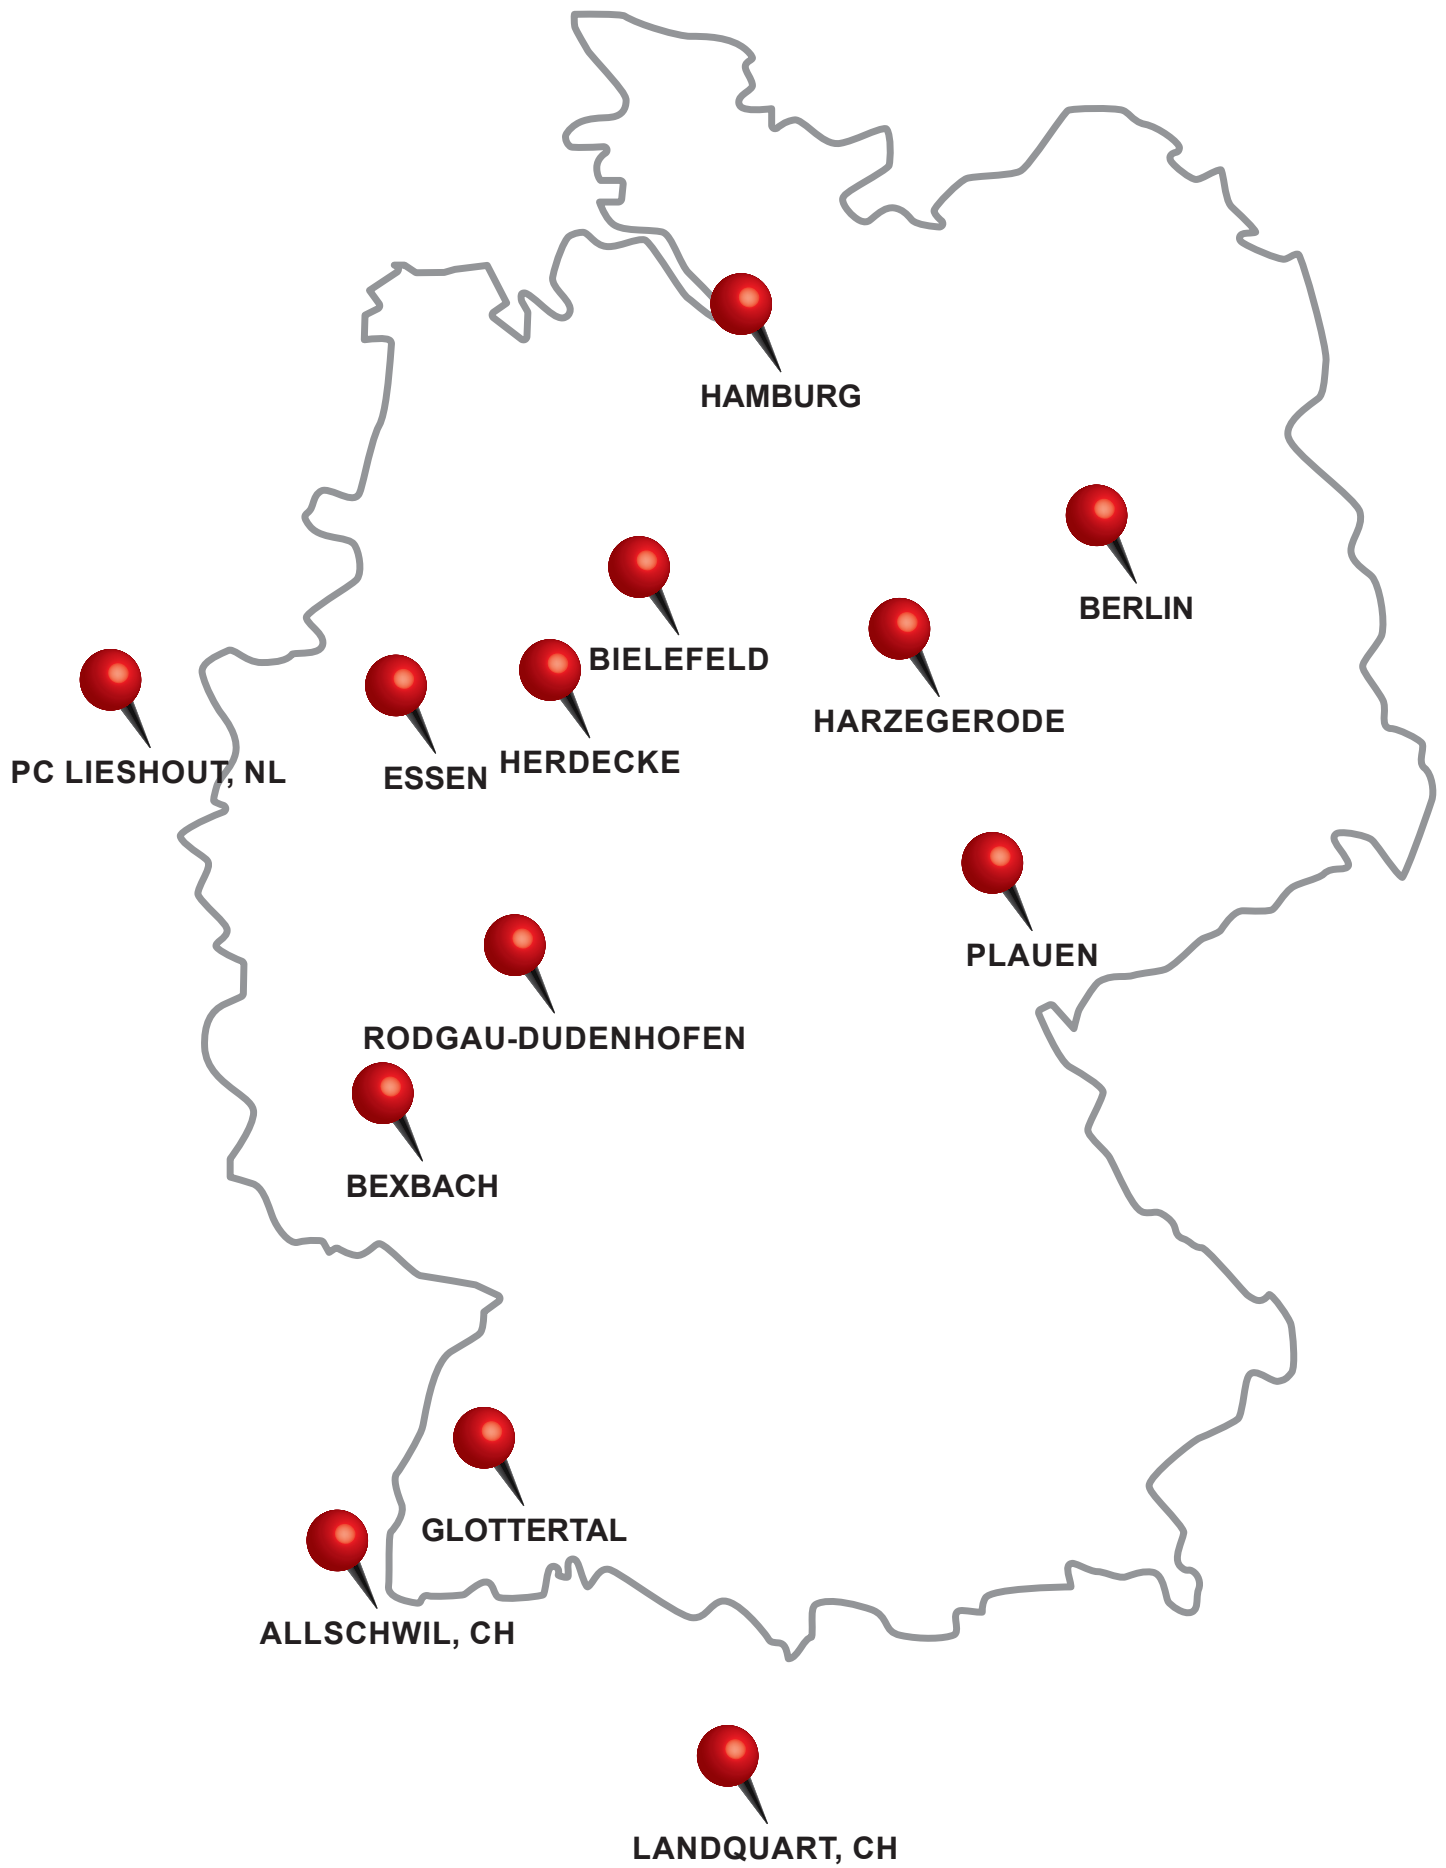 HAMBURG
BERLIN
BIELEFELD
HARZEGERODE
PC LIESHOUT, NL
ESSEN
HERDECKE
PLAUEN
RODGAU-DUDENHOFEN
BEXBACH
GLOTTERTAL
ALLSCHWIL, CH
LANDQUART, CH